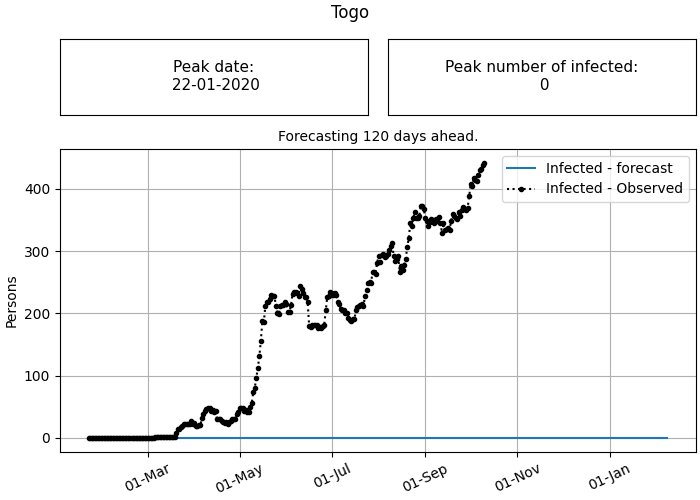 Togo
Peak date:
22-01-2020
Peak number of infected:
0
Forecasting 120 days ahead.
Infected - forecast
Infected - Observed
Persons
400
300
200
100
0
01-Mar
01-May
01-Jul
01-Sep
01-Nov
01-Jan